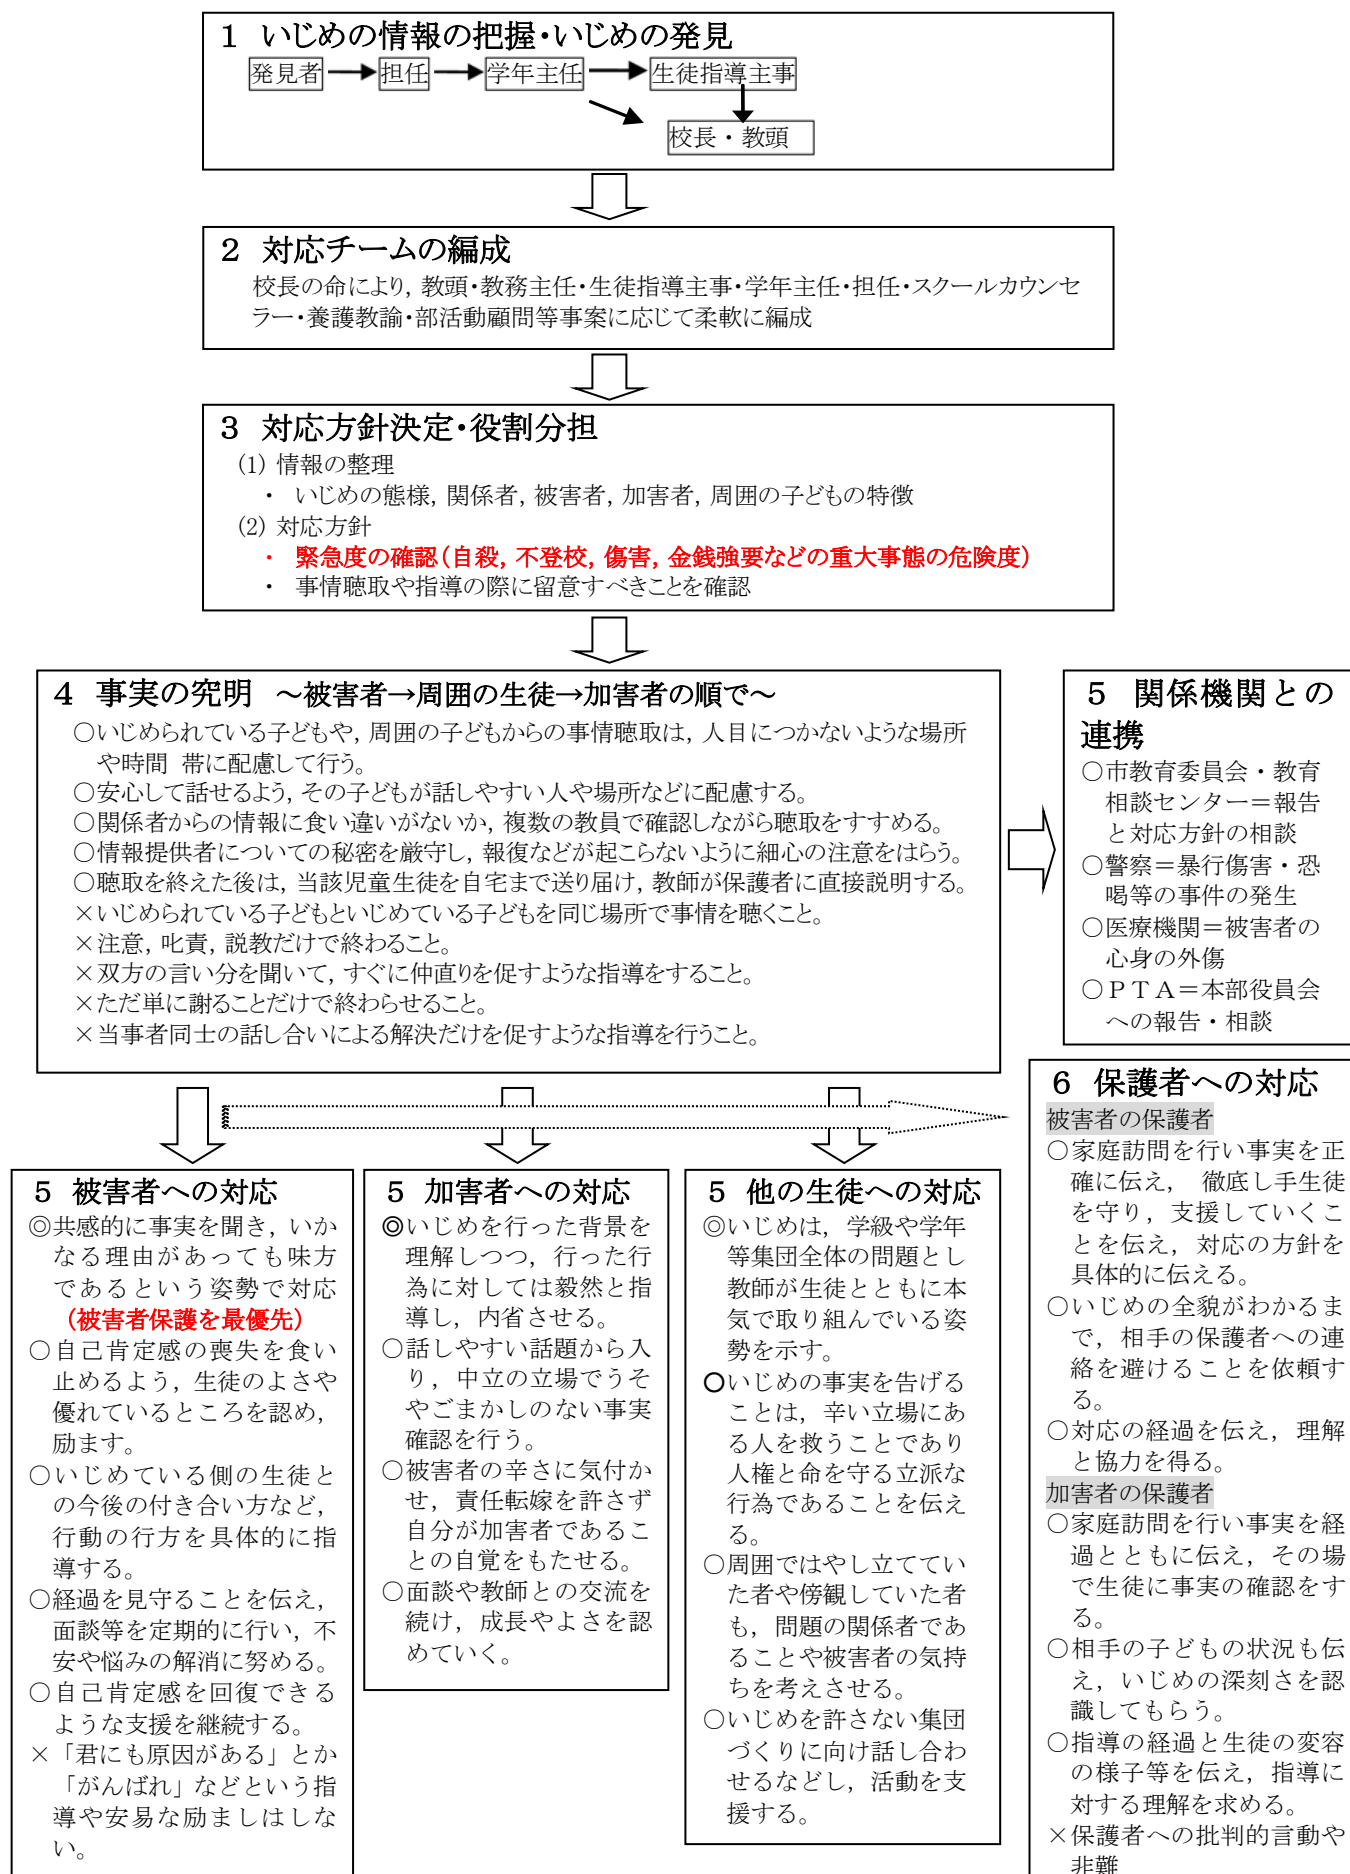 １ いじめの情報の把握・いじめの発見
発見者
担任
学年主任
生徒指導主事
校長・教頭
２ 対応チームの編成
校長の命により，教頭・教務主任・生徒指導主事・学年主任・担任・スクールカウンセ
ラー・養護教諭・部活動顧問等事案に応じて柔軟に編成
３ 対応方針決定・役割分担
(1) 情報の整理
・ いじめの態様，関係者，被害者，加害者，周囲の子どもの特徴
(2) 対応方針
・ 緊急度の確認（自殺，不登校，傷害，金銭強要などの重大事態の危険度）
・ 事情聴取や指導の際に留意すべきことを確認
４ 事実の究明 ～被害者→周囲の生徒→加害者の順で～
○いじめられている子どもや，周囲の子どもからの事情聴取は，人目につかないような場所
や時間 帯に配慮して行う。
○安心して話せるよう，その子どもが話しやすい人や場所などに配慮する。
○関係者からの情報に食い違いがないか，複数の教員で確認しながら聴取をすすめる。
○情報提供者についての秘密を厳守し，報復などが起こらないように細心の注意をはらう。
○聴取を終えた後は，当該児童生徒を自宅まで送り届け，教師が保護者に直接説明する。
×いじめられている子どもといじめている子どもを同じ場所で事情を聴くこと。
×注意，叱責，説教だけで終わること。
×双方の言い分を聞いて，すぐに仲直りを促すような指導をすること。
×ただ単に謝ることだけで終わらせること。
×当事者同士の話し合いによる解決だけを促すような指導を行うこと。
５ 関係機関との
連携
○市教育委員会・教育
相談センター＝報告
と対応方針の相談
○警察＝暴行傷害・恐
喝等の事件の発生
○医療機関＝被害者の
心身の外傷
○ＰＴＡ＝本部役員会
への報告・相談
５ 被害者への対応
◎共感的に事実を聞き，いか
なる理由があっても味方
であるという姿勢で対応
（被害者保護を最優先）
○自己肯定感の喪失を食い
止めるよう，生徒のよさや
優れているところを認め，
励ます。
○いじめている側の生徒と
の今後の付き合い方など，
行動の行方を具体的に指
導する。
○経過を見守ることを伝え，
面談等を定期的に行い，不
安や悩みの解消に努める。
○自己肯定感を回復できる
ような支援を継続する。
×「君にも原因がある」とか
「がんばれ」などという指
導や安易な励ましはしな
い。
５ 加害者への対応
◎いじめを行った背景を
理解しつつ，行った行
為に対しては毅然と指
導し，内省させる。
○話しやすい話題から入
り，中立の立場でうそ
やごまかしのない事実
確認を行う。
○被害者の辛さに気付か
せ，責任転嫁を許さず
自分が加害者であるこ
との自覚をもたせる。
○面談や教師との交流を
続け，成長やよさを認
めていく。
５ 他の生徒への対応
◎いじめは，学級や学年
等集団全体の問題とし
教師が生徒とともに本
気で取り組んでいる姿
勢を示す。
○いじめの事実を告げる
ことは，辛い立場にあ
る人を救うことであり
人権と命を守る立派な
行為であることを伝え
る。
○周囲ではやし立ててい
た者や傍観していた者
も，問題の関係者であ
ることや被害者の気持
ちを考えさせる。
○いじめを許さない集団
づくりに向け話し合わ
せるなどし，活動を支
援する。
６ 保護者への対応
被害者の保護者
○家庭訪問を行い事実を正
確に伝え， 徹底し手生徒
を守り，支援していくこ
とを伝え，対応の方針を
具体的に伝える。
○いじめの全貌がわかるま
で，相手の保護者への連
絡を避けることを依頼す
る。
○対応の経過を伝え，理解
と協力を得る。
加害者の保護者
○家庭訪問を行い事実を経
過とともに伝え，その場
で生徒に事実の確認をす
る。
○相手の子どもの状況も伝
え，いじめの深刻さを認
識してもらう。
○指導の経過と生徒の変容
の様子等を伝え，指導に
対する理解を求める。
×保護者への批判的言動や
非難